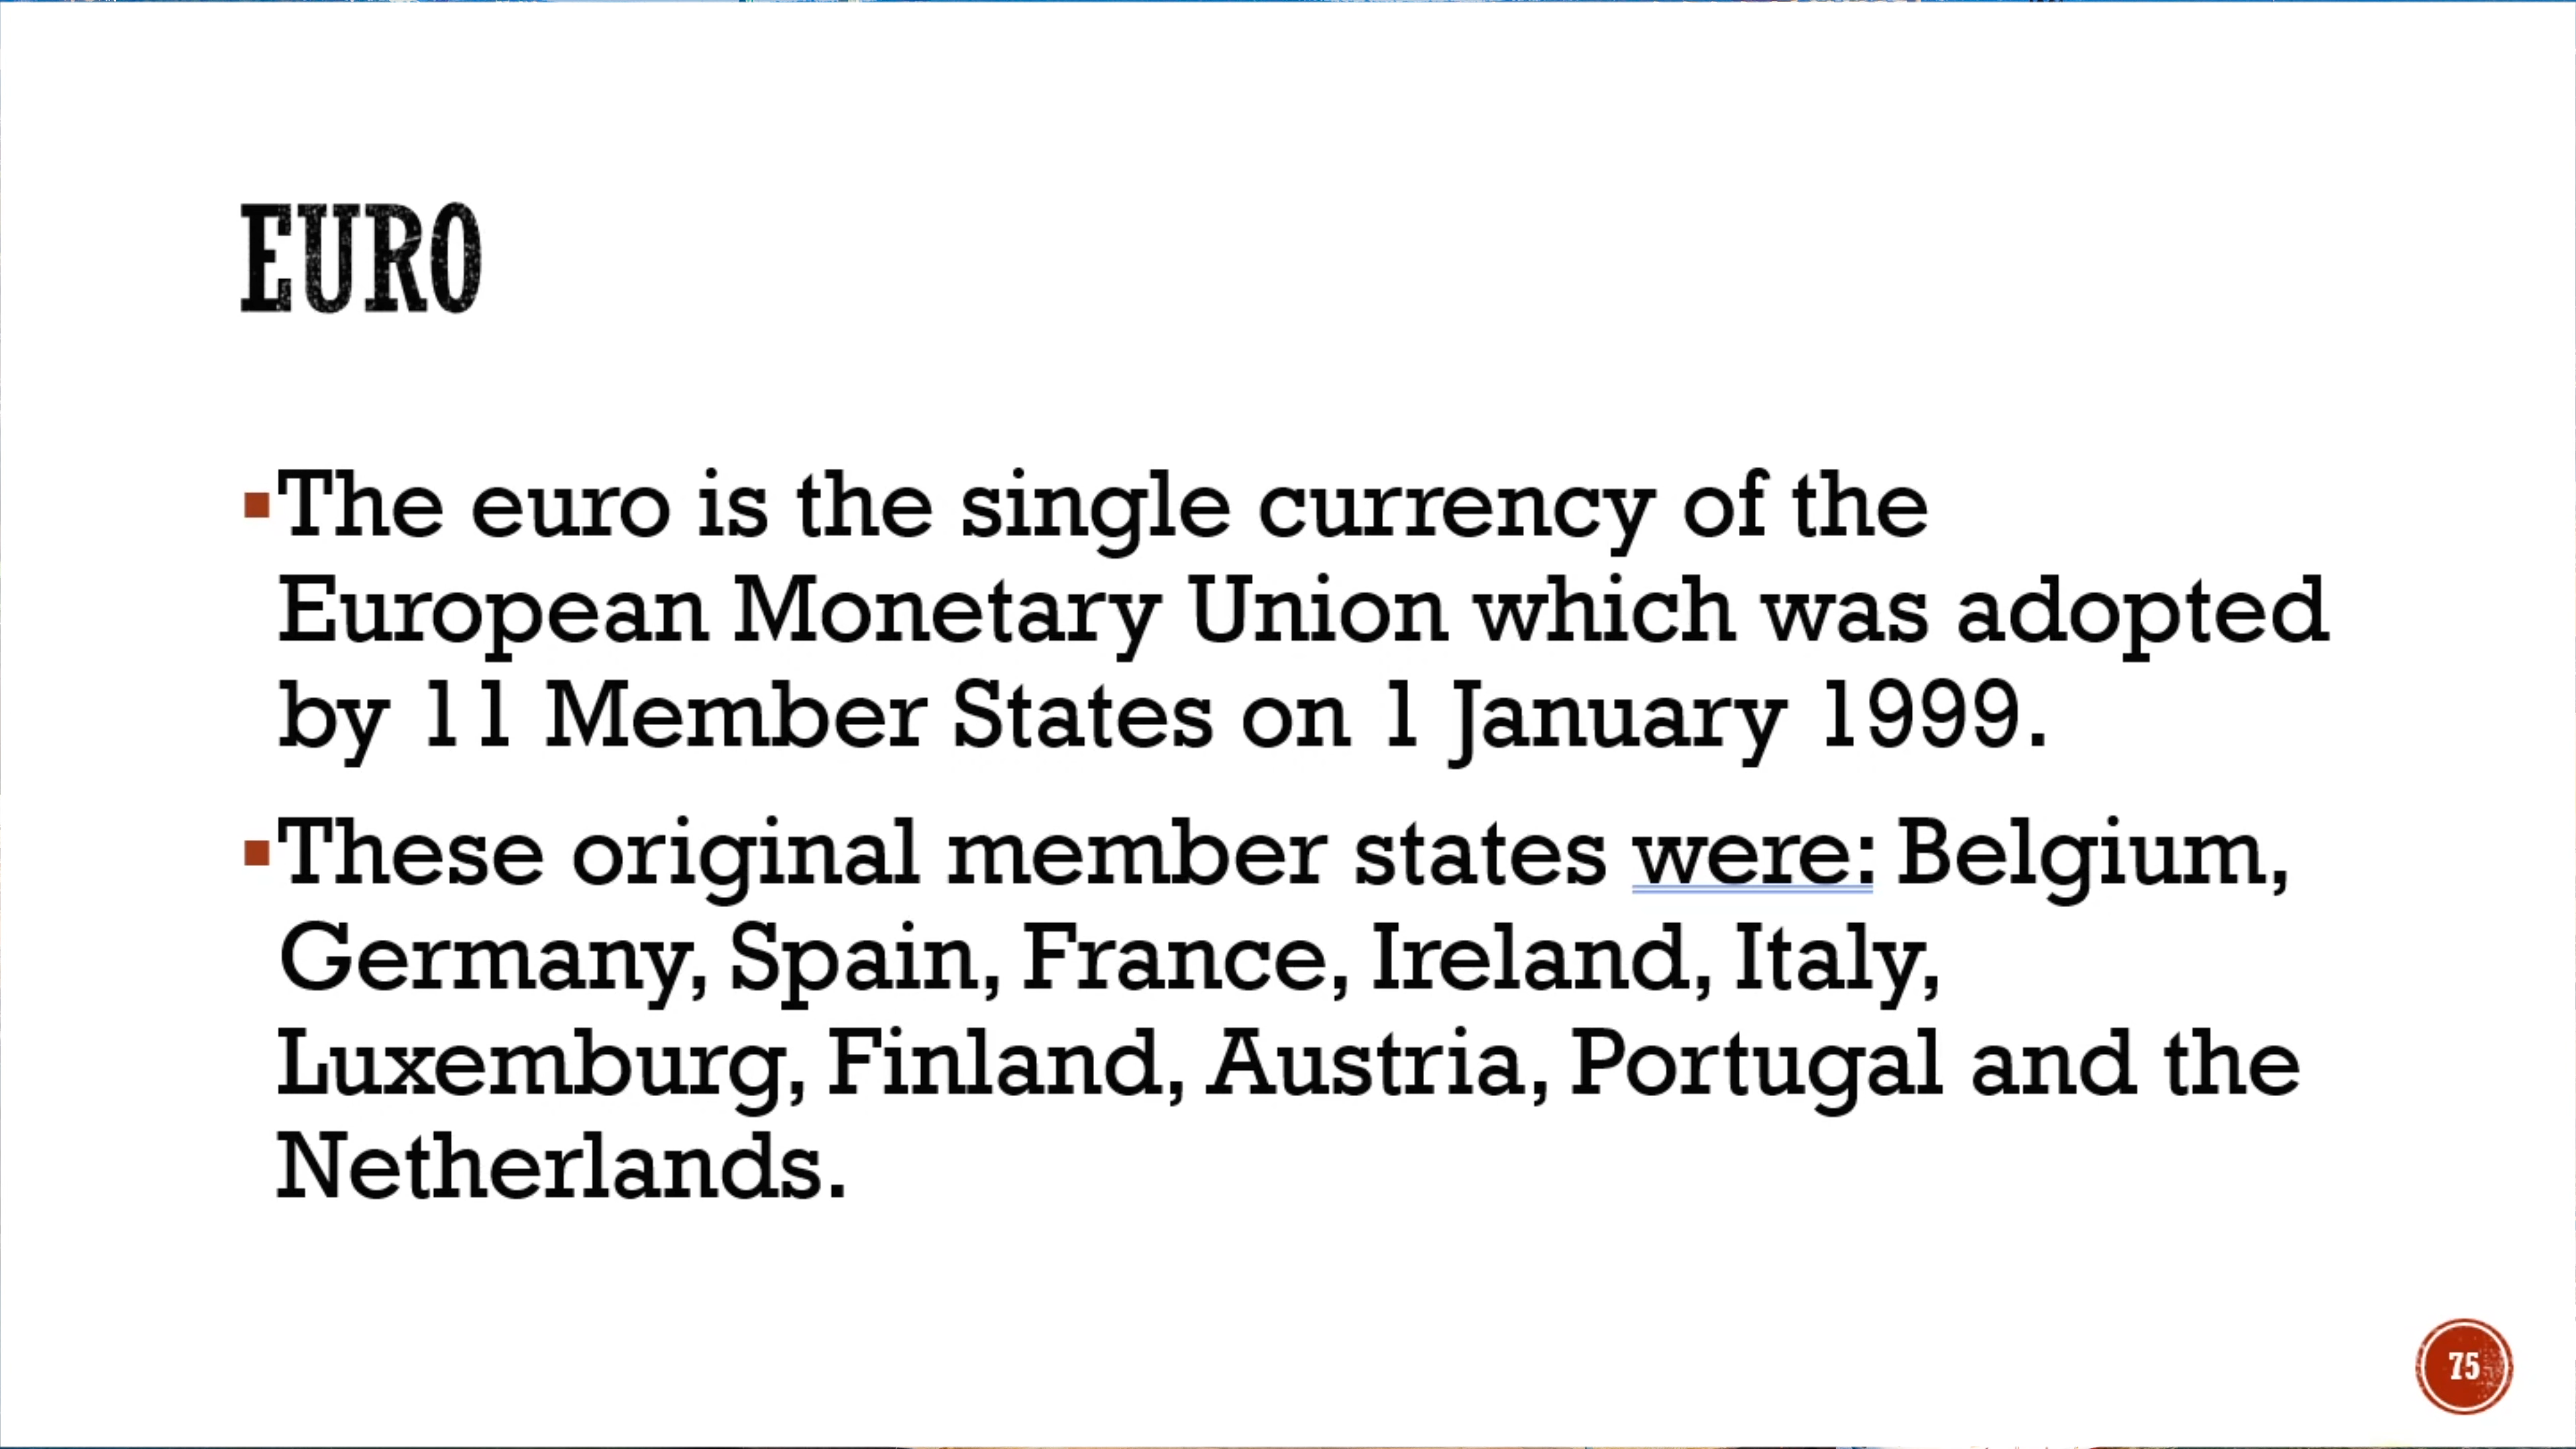 EURO
▪The euro is the single currency of the
European Monetary Union which was adopted
by 11 Member States on 1 January 1999.
▪These original member states were: Belgium,
Germany, Spain, France, Ireland, Italy,
Luxemburg, Finland, Austria, Portugal and the
Netherlands.
75